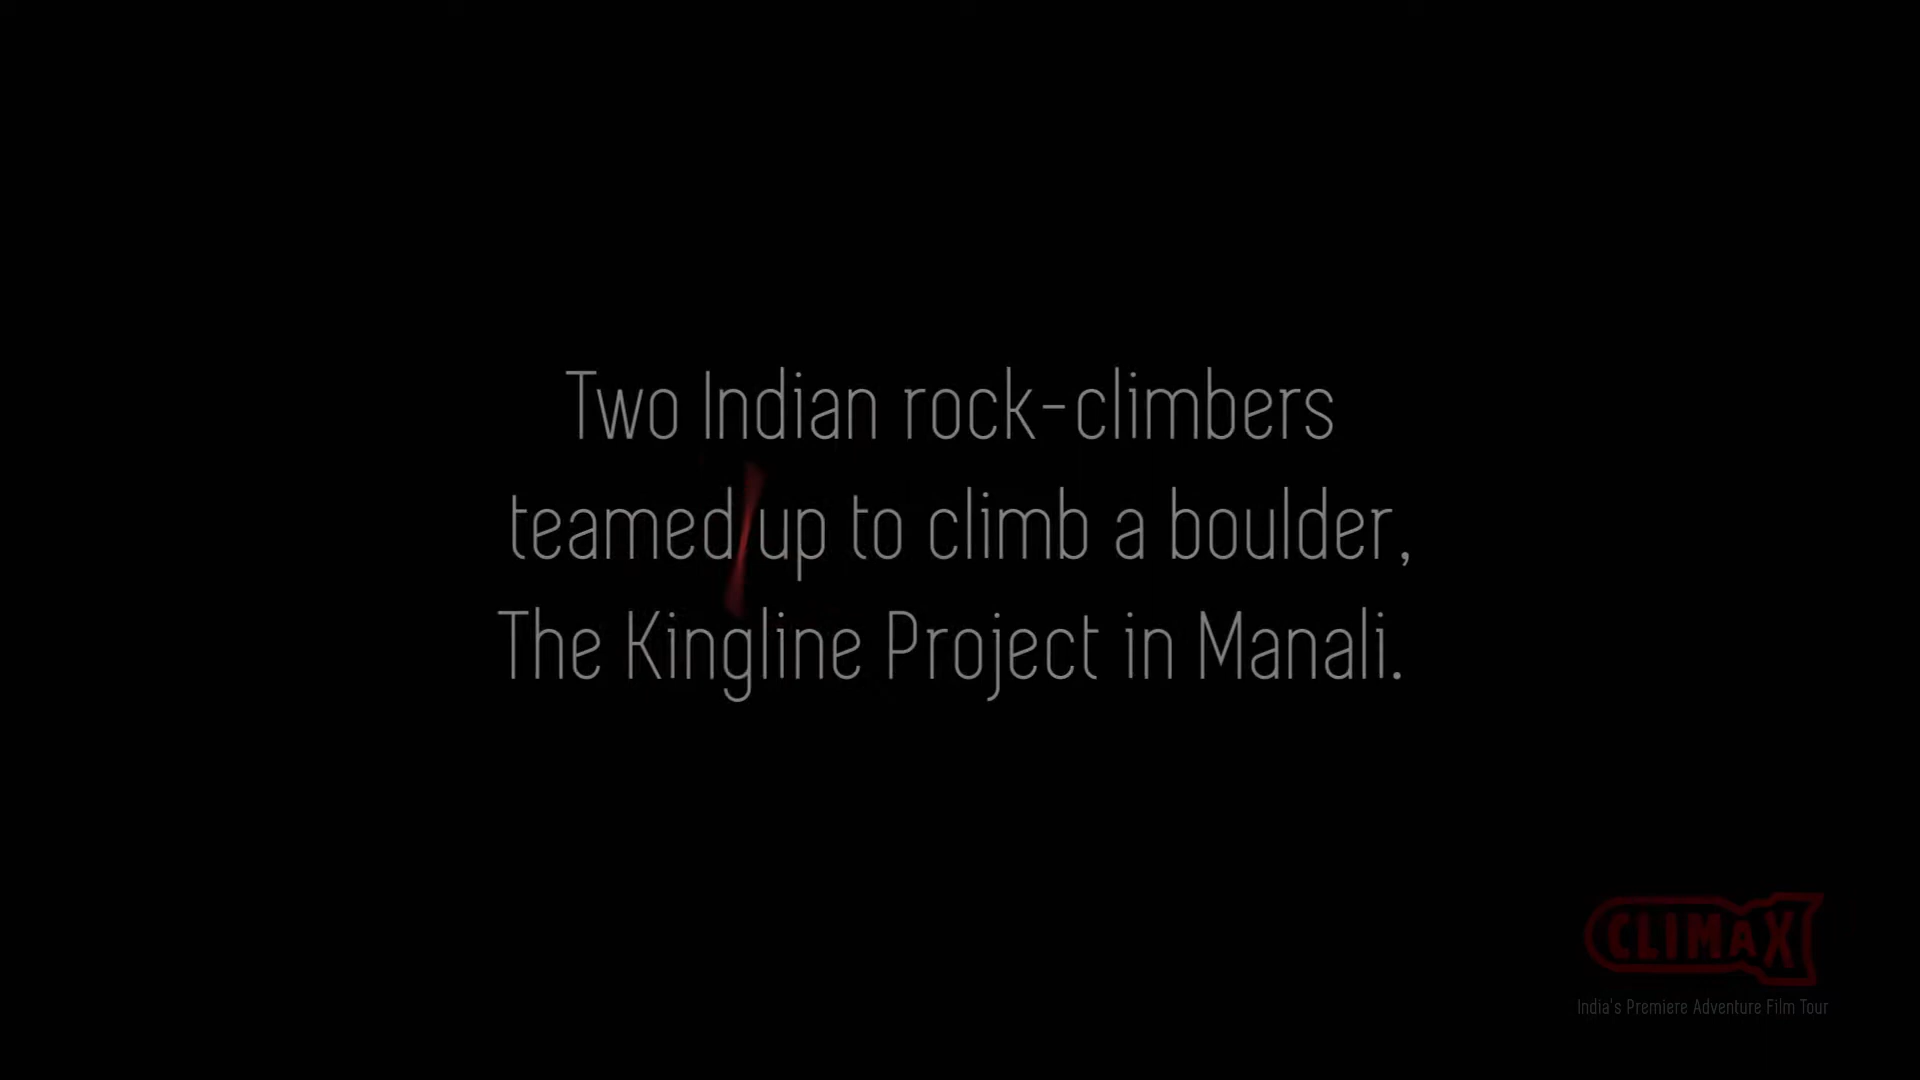 Two Indian rock-climbers
teamed up to climb a boulder,
The Kingline Project in Manali.
CLIMAX
India's Premiere Adventure Film Tour